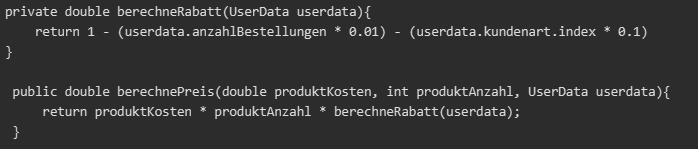 private double berechneRabatt(UserData userdata){
    return 1 - (userdata.anzahlBestellungen * 0.01) - (userdata.kundenart.index * 0.1)
}
public double berechnePreis(double produktKosten, int produktAnzahl, UserData userdata){
    return produktKosten * produktAnzahl * berechneRabatt(userdata);
}